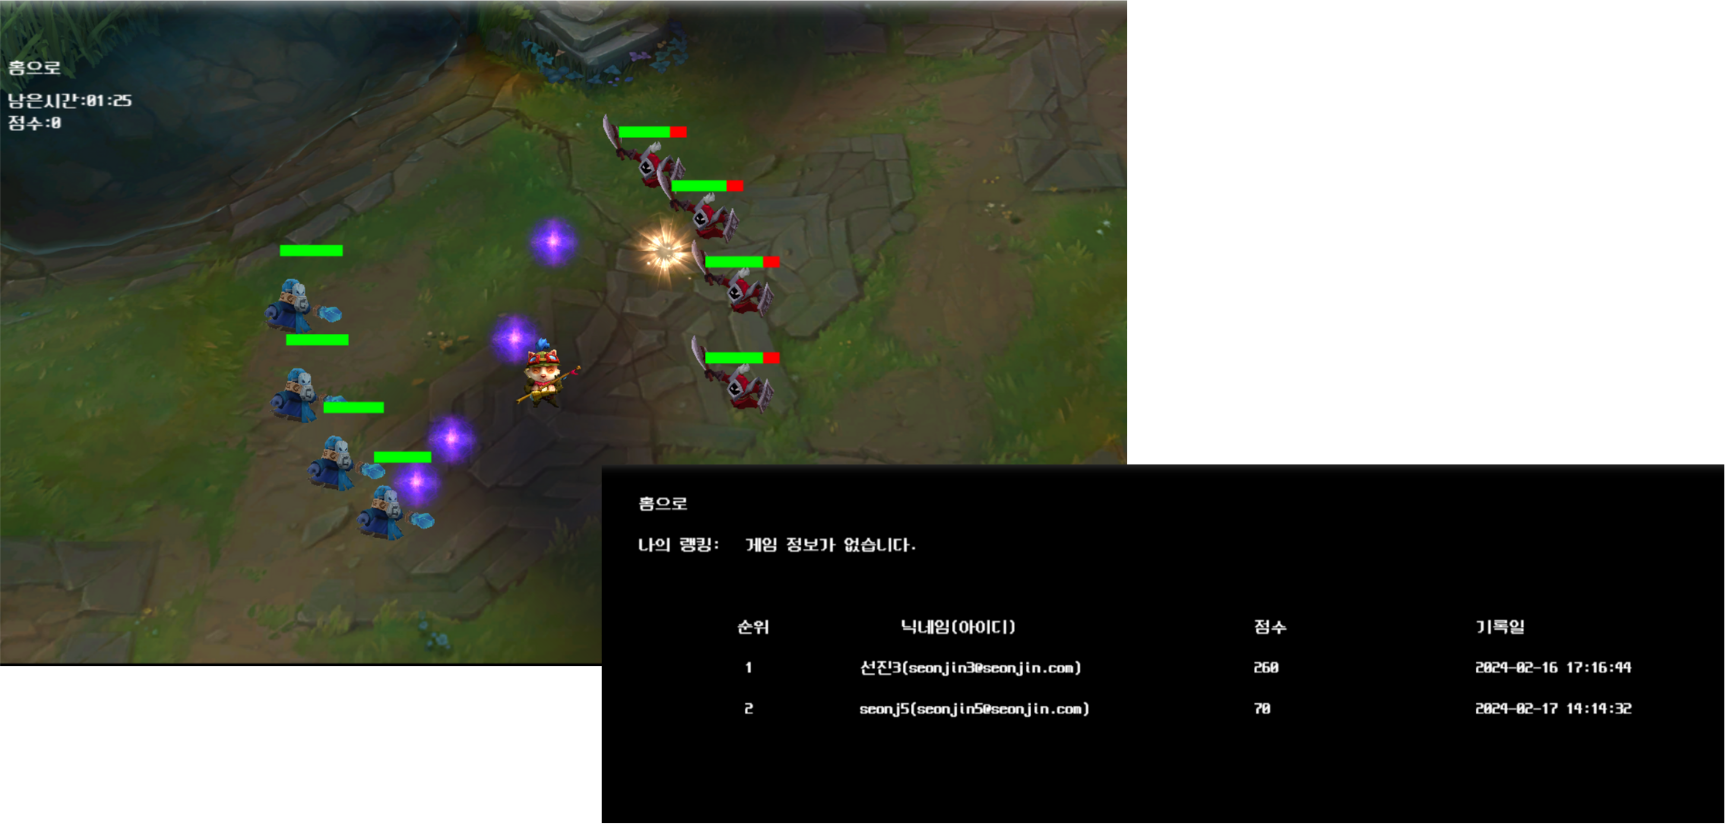 홈으로
남은시간:01:25
점수:0
홈으로
나의 랭킹: 게임 정보가 없습니다.
순위 닉네임(아이디) 점수 기록일
1 선진3(seonjin3@seonjin.com) 260 2024-02-16 17:16:44
2 seonj5(seonjin5@seonjin.com) 70 2024-02-17 14:14:32